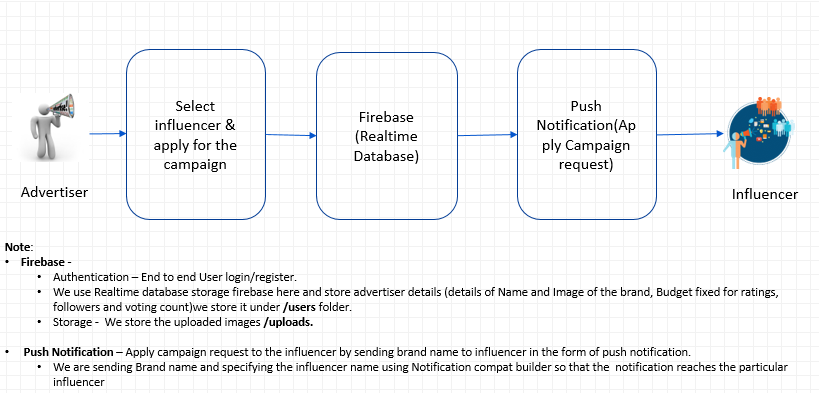 Select
influencer &
apply for the
campaign
Firebase
(Realtime
Database)
Push
Notification(Ap
ply Campaign
request)
Advertiser
Influencer
Note:
• Firebase -
• Authentication – End to end User login/register.
• We use Realtime database storage firebase here and store advertiser details (details of Name and Image of the brand, Budget fixed for ratings,
followers and voting count)we store it under /users folder.
• Storage - We store the uploaded images /uploads.
• Push Notification – Apply campaign request to the influencer by sending brand name to influencer in the form of push notification.
• We are sending Brand name and specifying the influencer name using Notification compat builder so that the notification reaches the particular
influencer